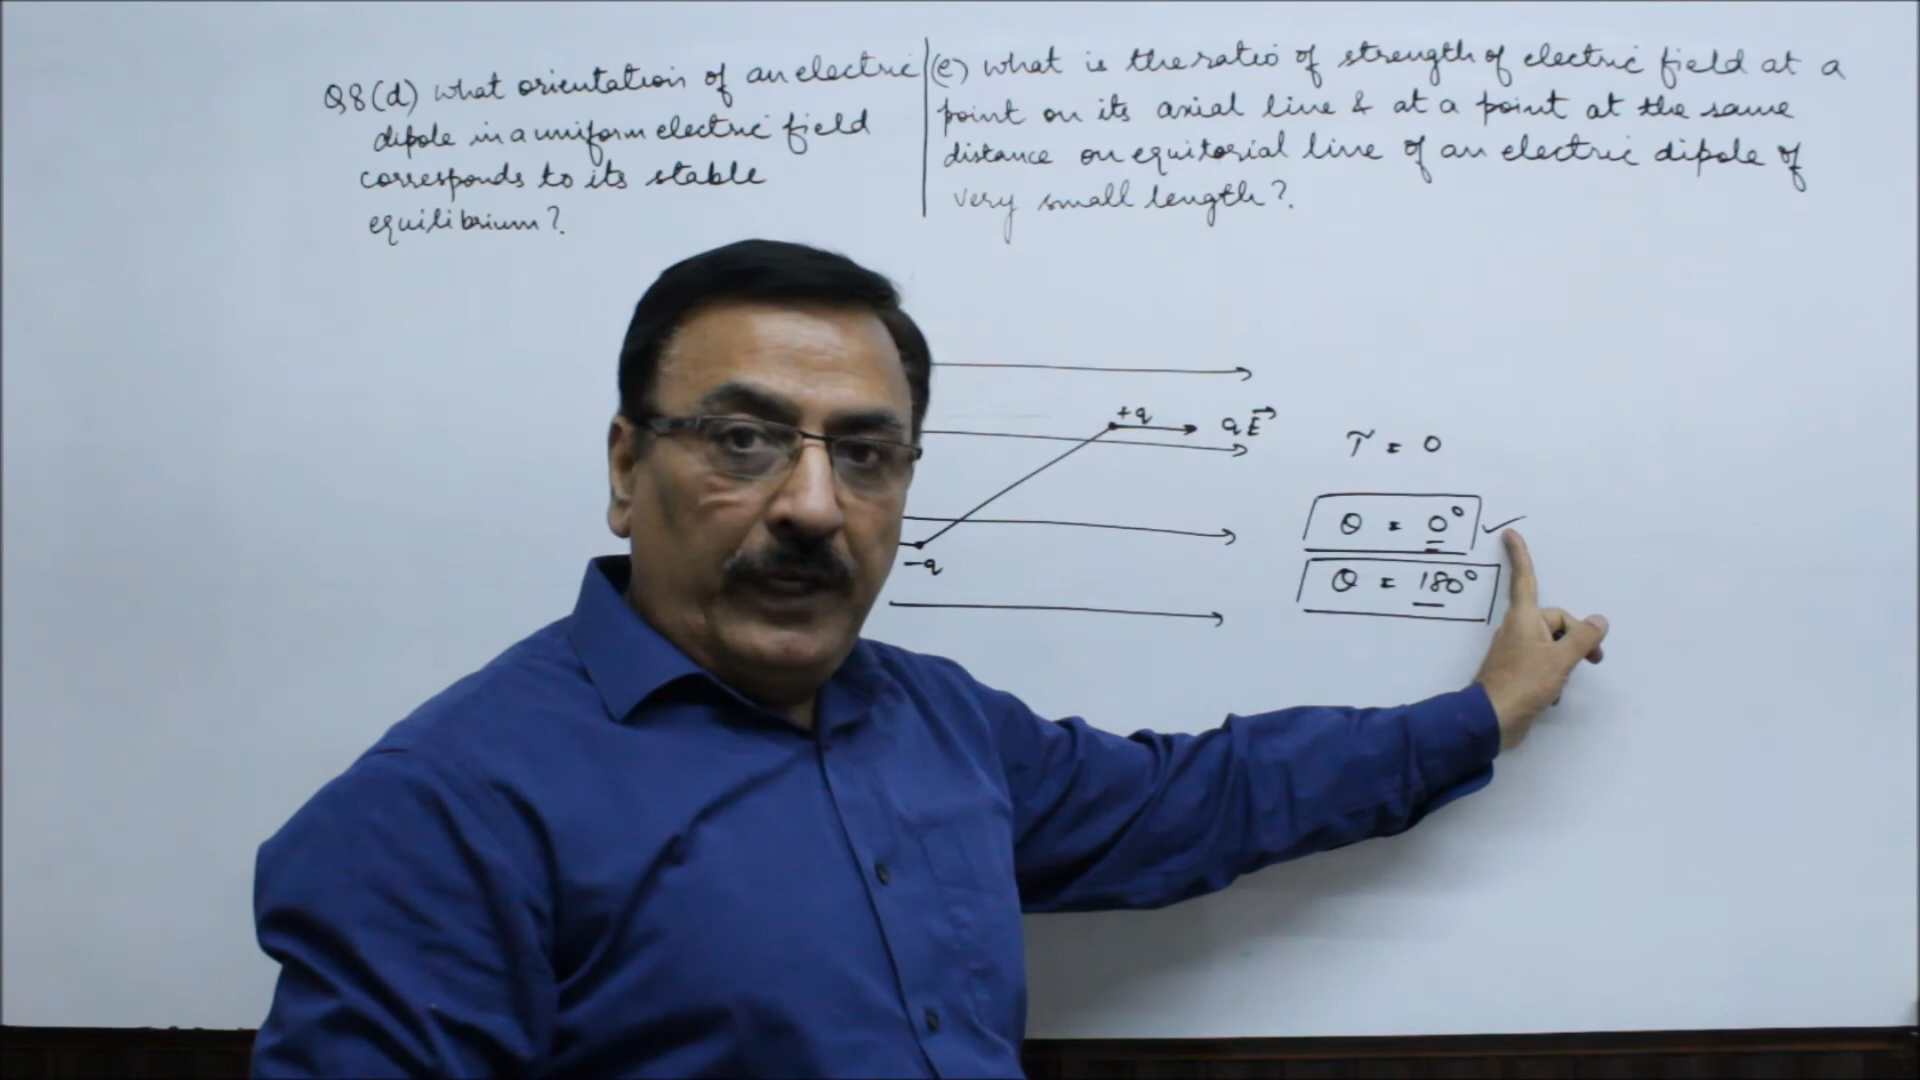 Q8(d) what orientation of an electric
dipole in a uniform electric field
corresponds to its stable
equilibrium?
(e) what is the ratio of strength of electric field at a
point on its axial line & at a point at the same
distance on equitorial line of an electric dipole of
very small length?
+q
qE⃗
-q
τ = 0
θ = 0°
θ = 180°